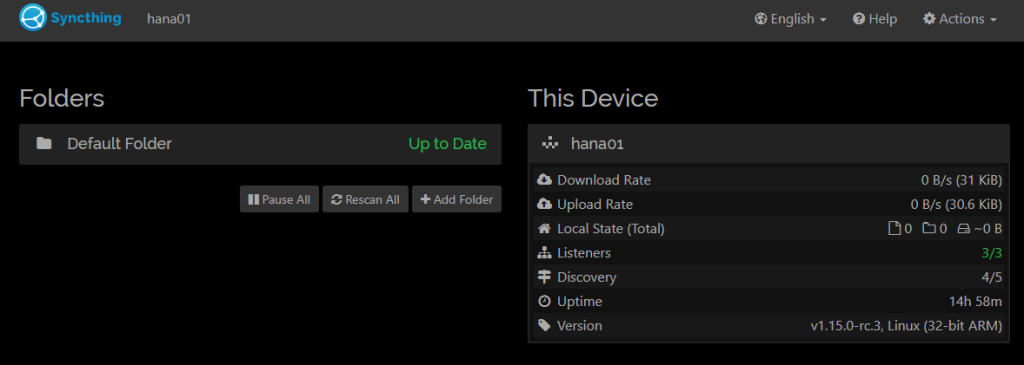 Syncthing hana01 English Help Actions
Folders
Default Folder Up to Date
Pause All Rescan All Add Folder
This Device
hana01
Download Rate 0 B/s (31 KiB)
Upload Rate 0 B/s (30.6 KiB)
Local State (Total) 0 0 ~0 B
Listeners 3/3
Discovery 4/5
Uptime 14h 58m
Version v1.15.0-rc.3, Linux (32-bit ARM)